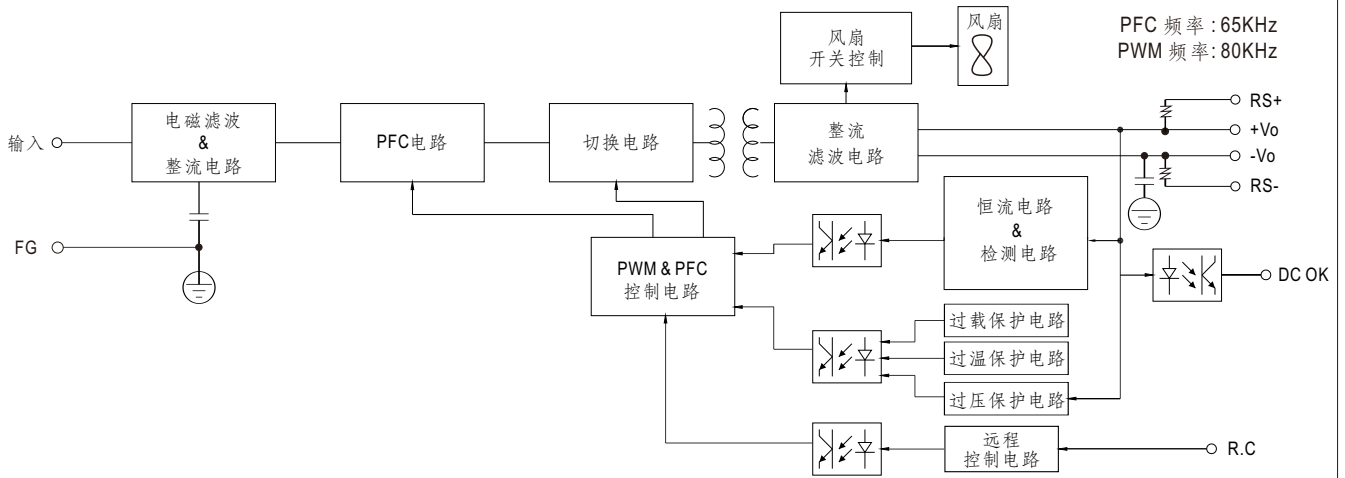 风扇
开关控制
风扇
PFC 频率 : 65KHz
PWM 频率: 80KHz
输入
电磁滤波
&
整流电路
PFC电路
切换电路
整流
滤波电路
RS+
+Vo
-Vo
RS-
FG
PWM & PFC
控制电路
恒流电路
&
检测电路
DC OK
过载保护电路
过温保护电路
过压保护电路
远程
控制电路
R.C